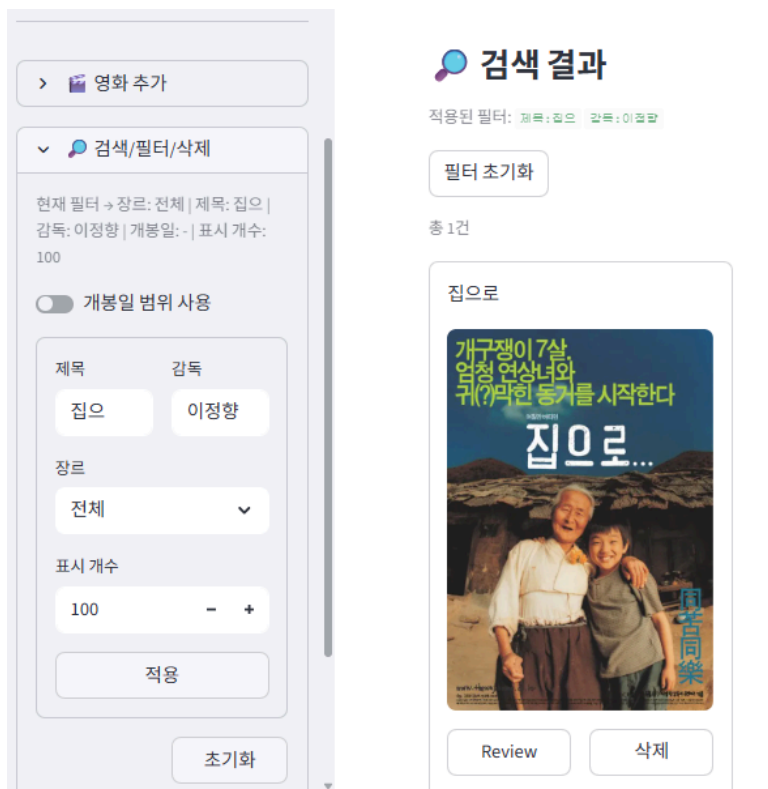 영화 추가
검색/필터/삭제
현재 필터 → 장르: 전체 | 제목: 집으 |
감독: 이정향 | 개봉일: - | 표시 개수:
100
개봉일 범위 사용
제목
감독
집으
이정향
장르
전체
표시 개수
100
적용
초기화
검색 결과
적용된 필터: 제목:집으 감독:이정향
필터 초기화
총 1건
집으로
개구쟁이 7살,
엄청 연상녀와
귀(?)막힌 동거를 시작한다
집으로...
同苦同樂
Review
삭제